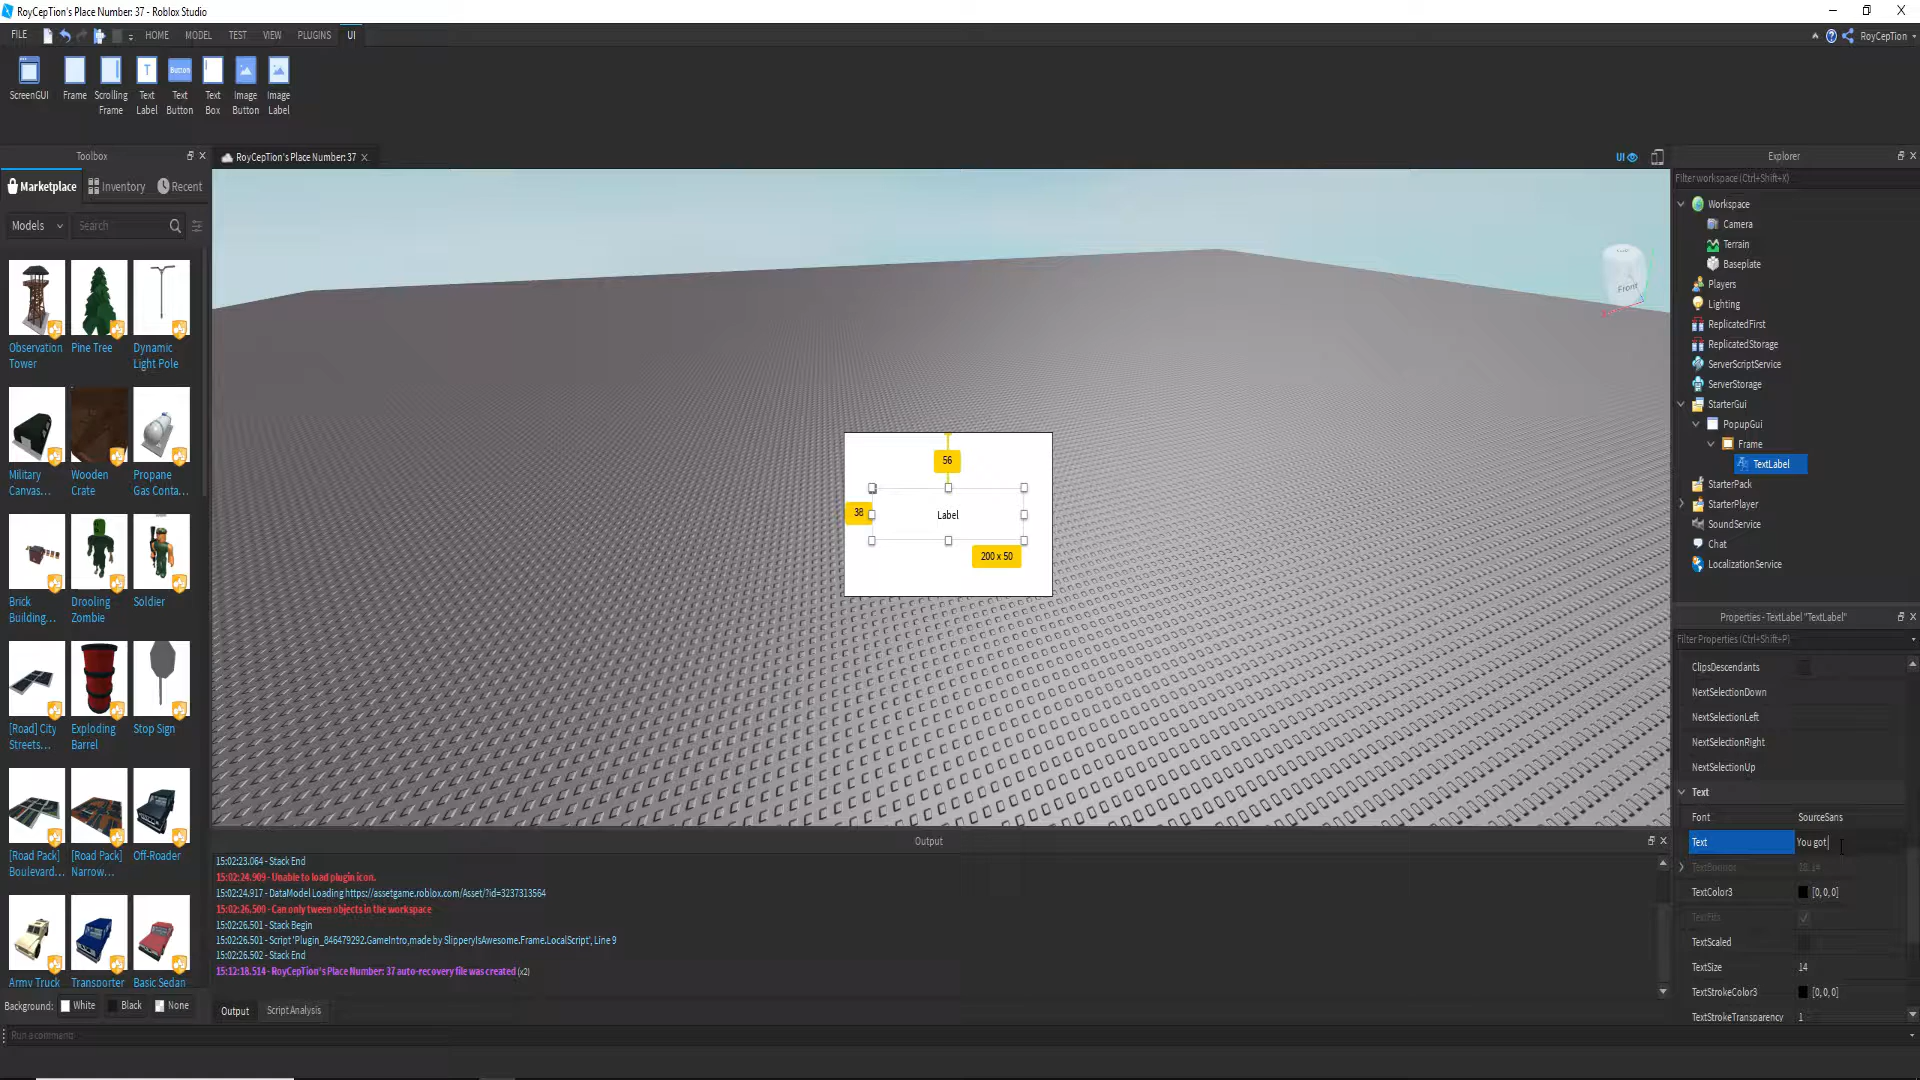 RoyCepTion's Place Number: 37 - Roblox Studio
FILE HOME MODEL TEST VIEW PLUGINS UI
RoyCepTion
ScreenGUI
Frame
Scrolling Frame
Text Label
Button
Text Button
Text Box
Image Button
Image Label
Toolbox
RoyCepTion's Place Number: 37
UI
Explorer
Marketplace Inventory Recent
Filter workspace (Ctrl+Shift+X)
Models Search
Observation Tower
Pine Tree
Dynamic Light Pole
Military Canvas...
Wooden Crate
Propane Gas Conta...
Brick Building...
Drooling Zombie
Soldier
[Road] City Streets...
Exploding Barrel
Stop Sign
[Road Pack] Boulevard...
[Road Pack] Narrow...
Off-Roader
Army Truck
Transporter
Basic Sedan
Background: White Black None
Front
56
38
Label
200 x 50
Workspace
Camera
Terrain
Baseplate
Players
Lighting
ReplicatedFirst
ReplicatedStorage
ServerScriptService
ServerStorage
StarterGui
PopupGui
Frame
TextLabel
StarterPack
StarterPlayer
SoundService
Chat
LocalizationService
Properties - TextLabel "TextLabel"
Filter Properties (Ctrl+Shift+P)
ClipsDescendants
NextSelectionDown
NextSelectionLeft
NextSelectionRight
NextSelectionUp
Text
Font SourceSans
Text You got
TextBounds
TextColor3 [0,0,0]
TextFits
TextScaled
TextSize 14
TextStrokeColor3 [0,0,0]
TextStrokeTransparency 1
Output
15:02:23.064 - Stack End
15:02:24.909 - Unable to load plugin icon.
15:02:24.917 - DataModel Loading https://assetgame.roblox.com/Asset/?id=3237313564
15:02:26.500 - Can only tween objects in the workspace
15:02:26.501 - Stack Begin
15:02:26.501 - Script 'Plugin_846479292.GameIntro,made by SlipperyIsAwesome.Frame.LocalScript', Line 9
15:02:26.502 - Stack End
15:12:18.514 - RoyCepTion's Place Number: 37 auto-recovery file was created (x2)
Output Script Analysis
Run a command